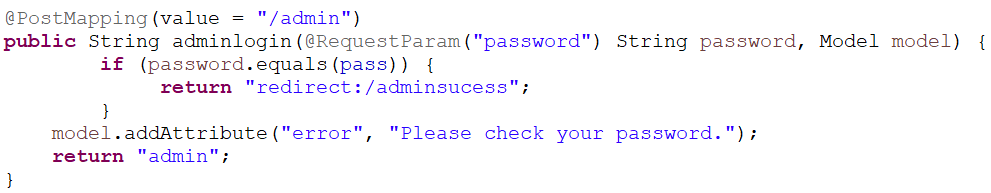 @PostMapping(value = "/admin")
public String adminlogin(@RequestParam("password") String password, Model model) {
if (password.equals(pass)) {
return "redirect:/adminsucess";
}
model.addAttribute("error", "Please check your password.");
return "admin";
}